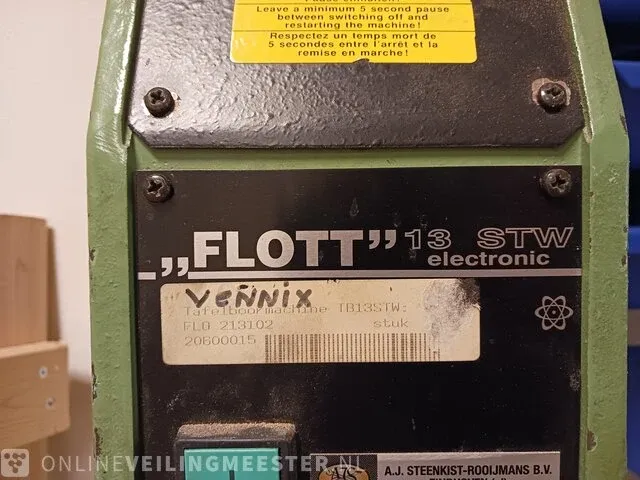 Leave a minimum 5 second pause
between switching off and
restarting the machine!
Respectez un temps mort de
5 secondes entre l'arrêt et la
remise en marche!
„FLOTT” 13 STW
electronic
VENNIX
Tafelboormachine TB13STW:
FLO 213102 stuk
20600015
A.J. STEENKIST-ROOIJMANS B.V.
ONLINEVEILINGMEESTER.NL